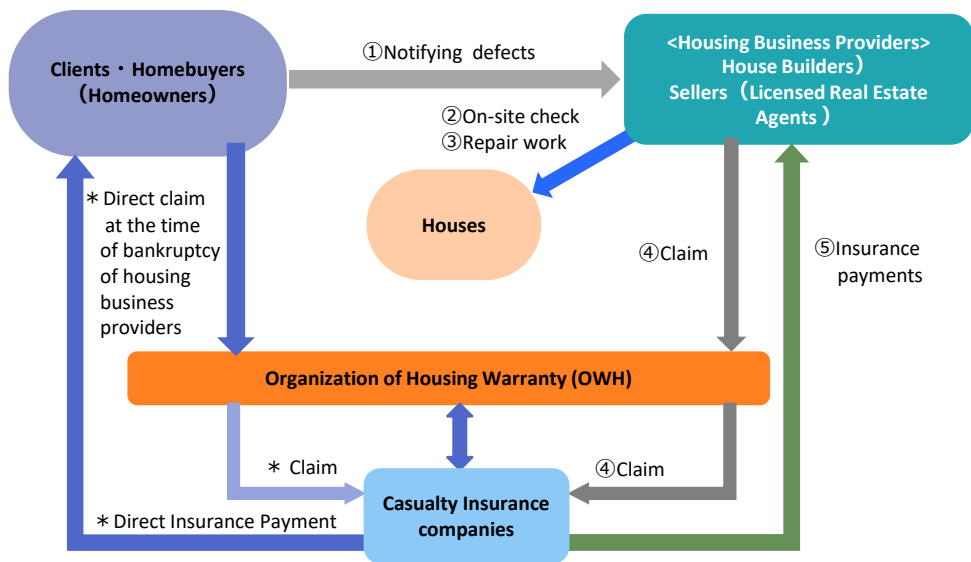 Clients・Homebuyers
（Homeowners）
①Notifying defects
<Housing Business Providers>
House Builders）
Sellers（Licensed Real Estate
Agents ）
②On-site check
③Repair work
Houses
＊Direct claim
at the time
of bankruptcy
of housing
business
providers
④Claim
⑤Insurance
payments
Organization of Housing Warranty (OWH)
＊ Claim
④Claim
Casualty Insurance
companies
＊Direct Insurance Payment